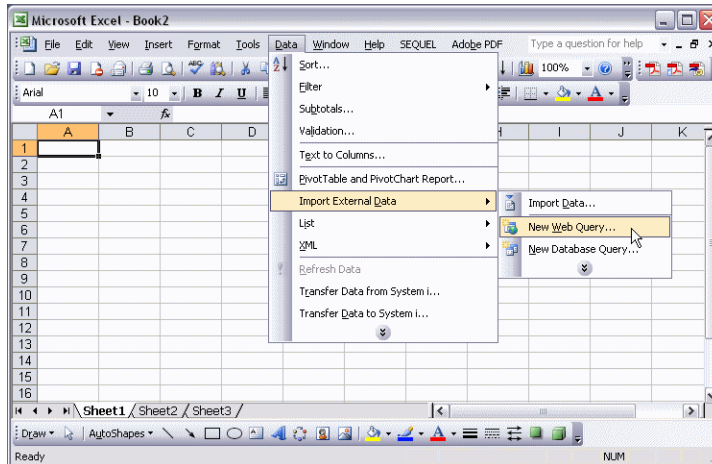 Microsoft Excel - Book2
File Edit View Insert Format Tools Data Window Help SEQUEL Adobe PDF Type a question for help
100%
Arial 10 B I U
A1 fx
A B C D H I J K
Sort...
Filter
Subtotals...
Validation...
Text to Columns...
PivotTable and PivotChart Report...
Import External Data
List
XML
Refresh Data
Transfer Data from System i...
Transfer Data to System i...
Import Data...
New Web Query...
New Database Query...
1
2
3
4
5
6
7
8
9
10
11
12
13
14
15
16
Sheet1 Sheet2 Sheet3
Draw AutoShapes A
Ready NUM